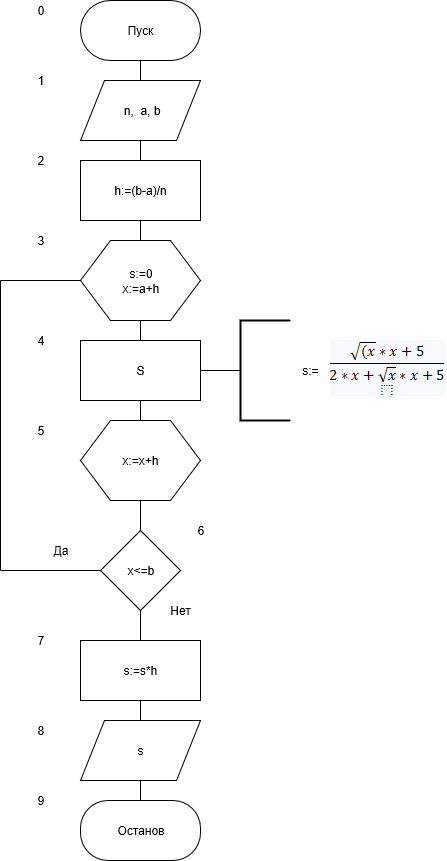 0
Пуск
1
n, a, b
2
h:=(b-a)/n
3
s:=0
x:=a+h
4
S
s:=
√(x * x + 5
2 * x + √x * x + 5
5
x:=x+h
6
Да
x<=b
Нет
7
s:=s*h
8
s
9
Останов